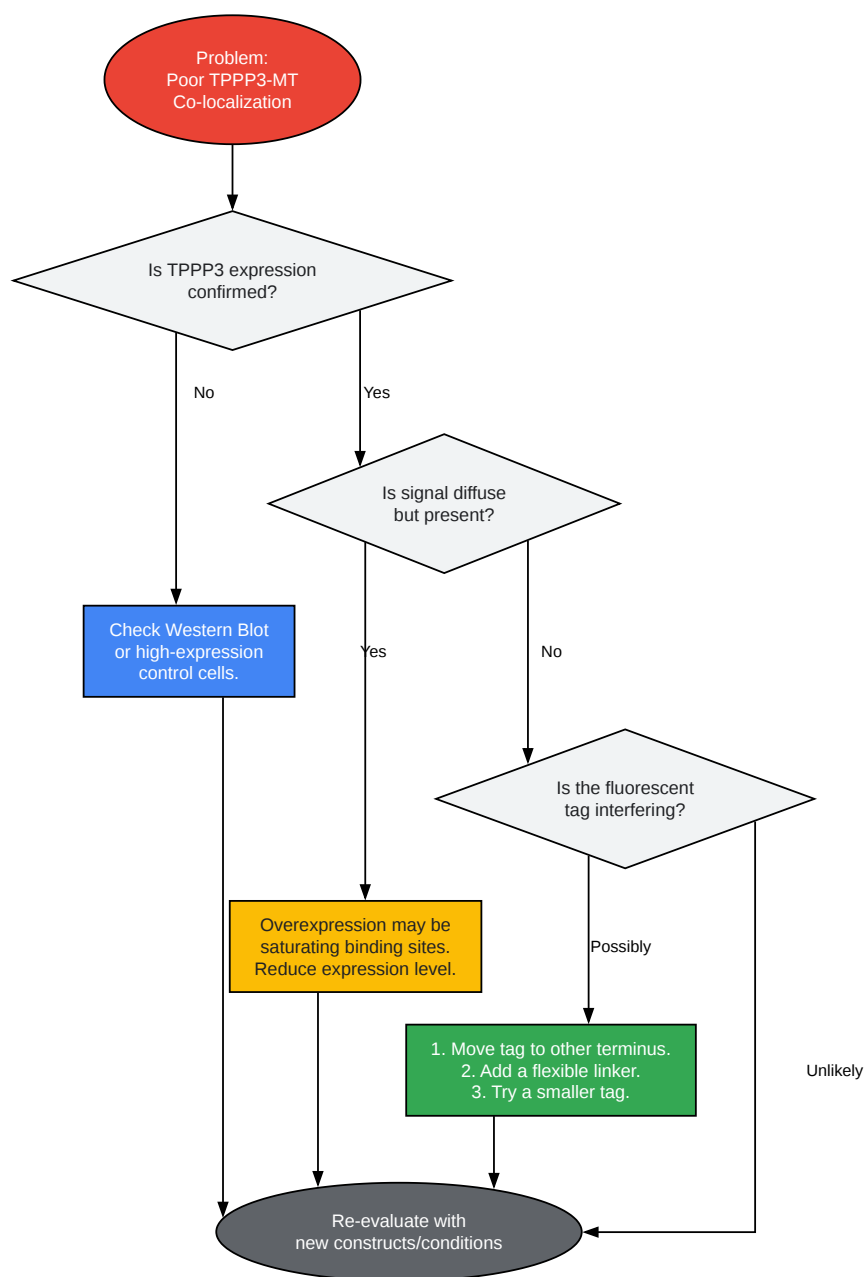 Problem:
Poor TPPP3-MT
Co-localization
Is TPPP3 expression
confirmed?
No
Yes
Is signal diffuse
but present?
Check Western Blot
or high-expression
control cells.
Yes
No
Is the fluorescent
tag interfering?
Overexpression may be
saturating binding sites.
Reduce expression level.
Possibly
1. Move tag to other terminus.
2. Add a flexible linker.
3. Try a smaller tag.
Unlikely
Re-evaluate with
new constructs/conditions